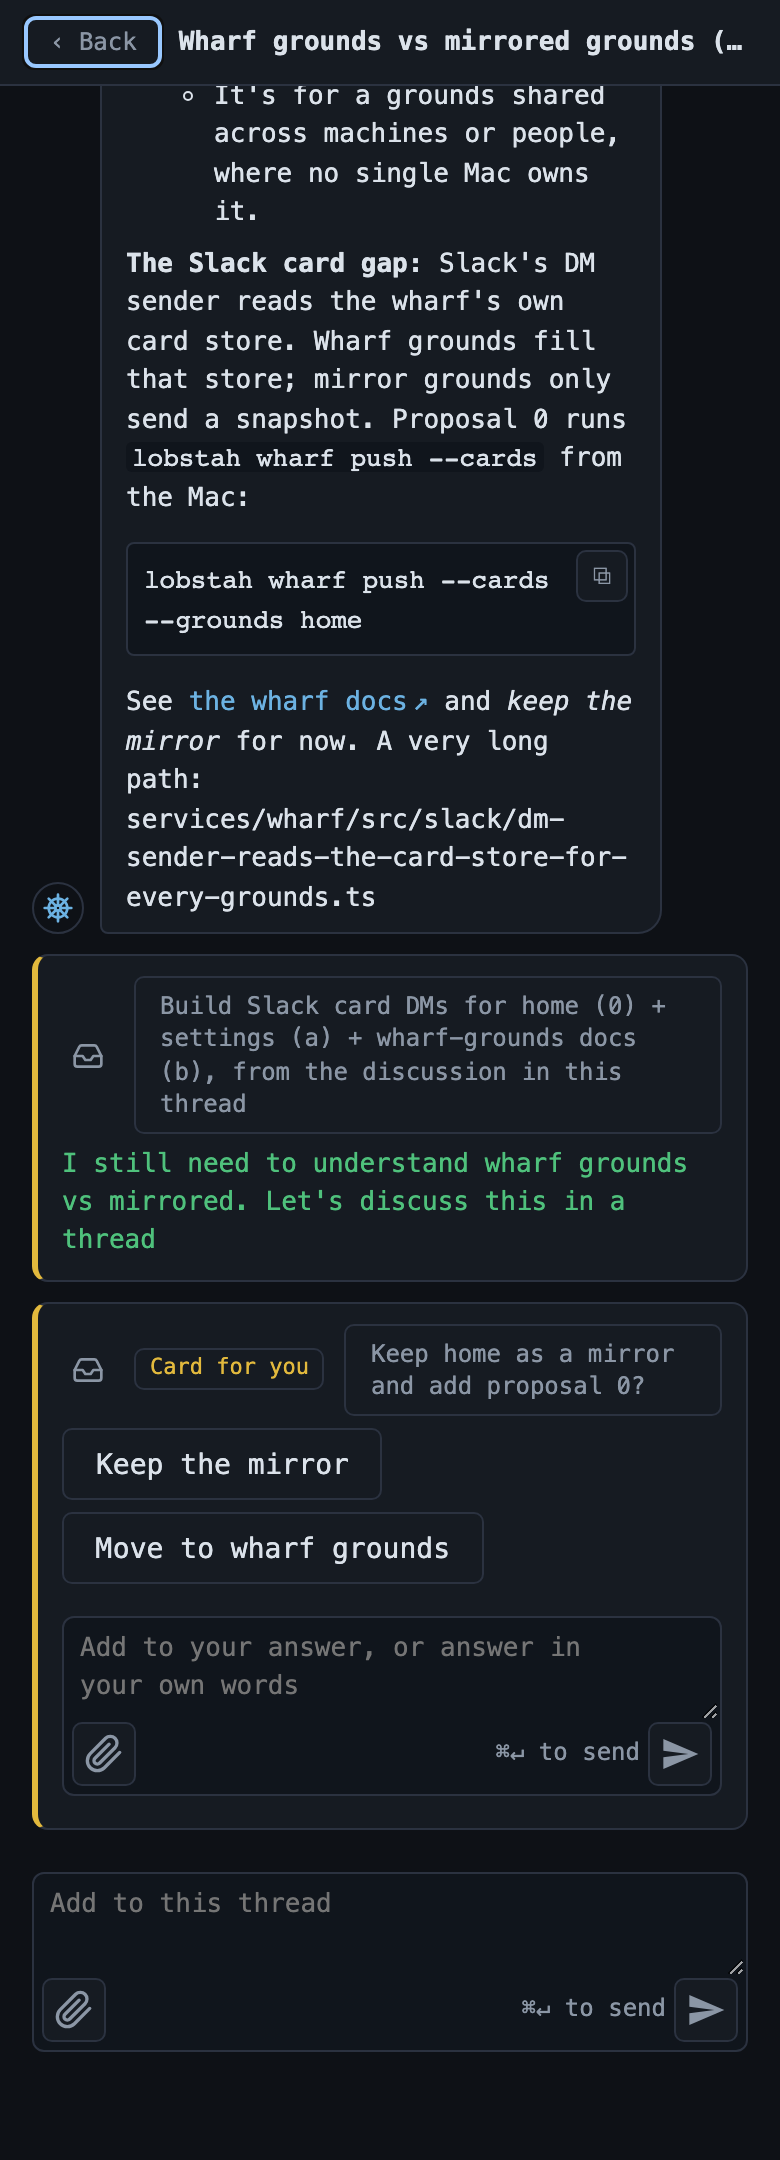 ‹ Back
Wharf grounds vs mirrored grounds (…
It's for a grounds shared
across machines or people,
where no single Mac owns
it.
The Slack card gap: Slack's DM
sender reads the wharf's own
card store. Wharf grounds fill
that store; mirror grounds only
send a snapshot. Proposal 0 runs
lobstah wharf push --cards from
the Mac:
lobstah wharf push --cards
--grounds home
See the wharf docs↗ and keep the
mirror for now. A very long
path:
services/wharf/src/slack/dm-
sender-reads-the-card-store-for-
every-grounds.ts
Build Slack card DMs for home (0) +
settings (a) + wharf-grounds docs
(b), from the discussion in this
thread
I still need to understand wharf grounds
vs mirrored. Let's discuss this in a
thread
Card for you
Keep home as a mirror
and add proposal 0?
Keep the mirror
Move to wharf grounds
Add to your answer, or answer in
your own words
⌘↵ to send
Add to this thread
⌘↵ to send